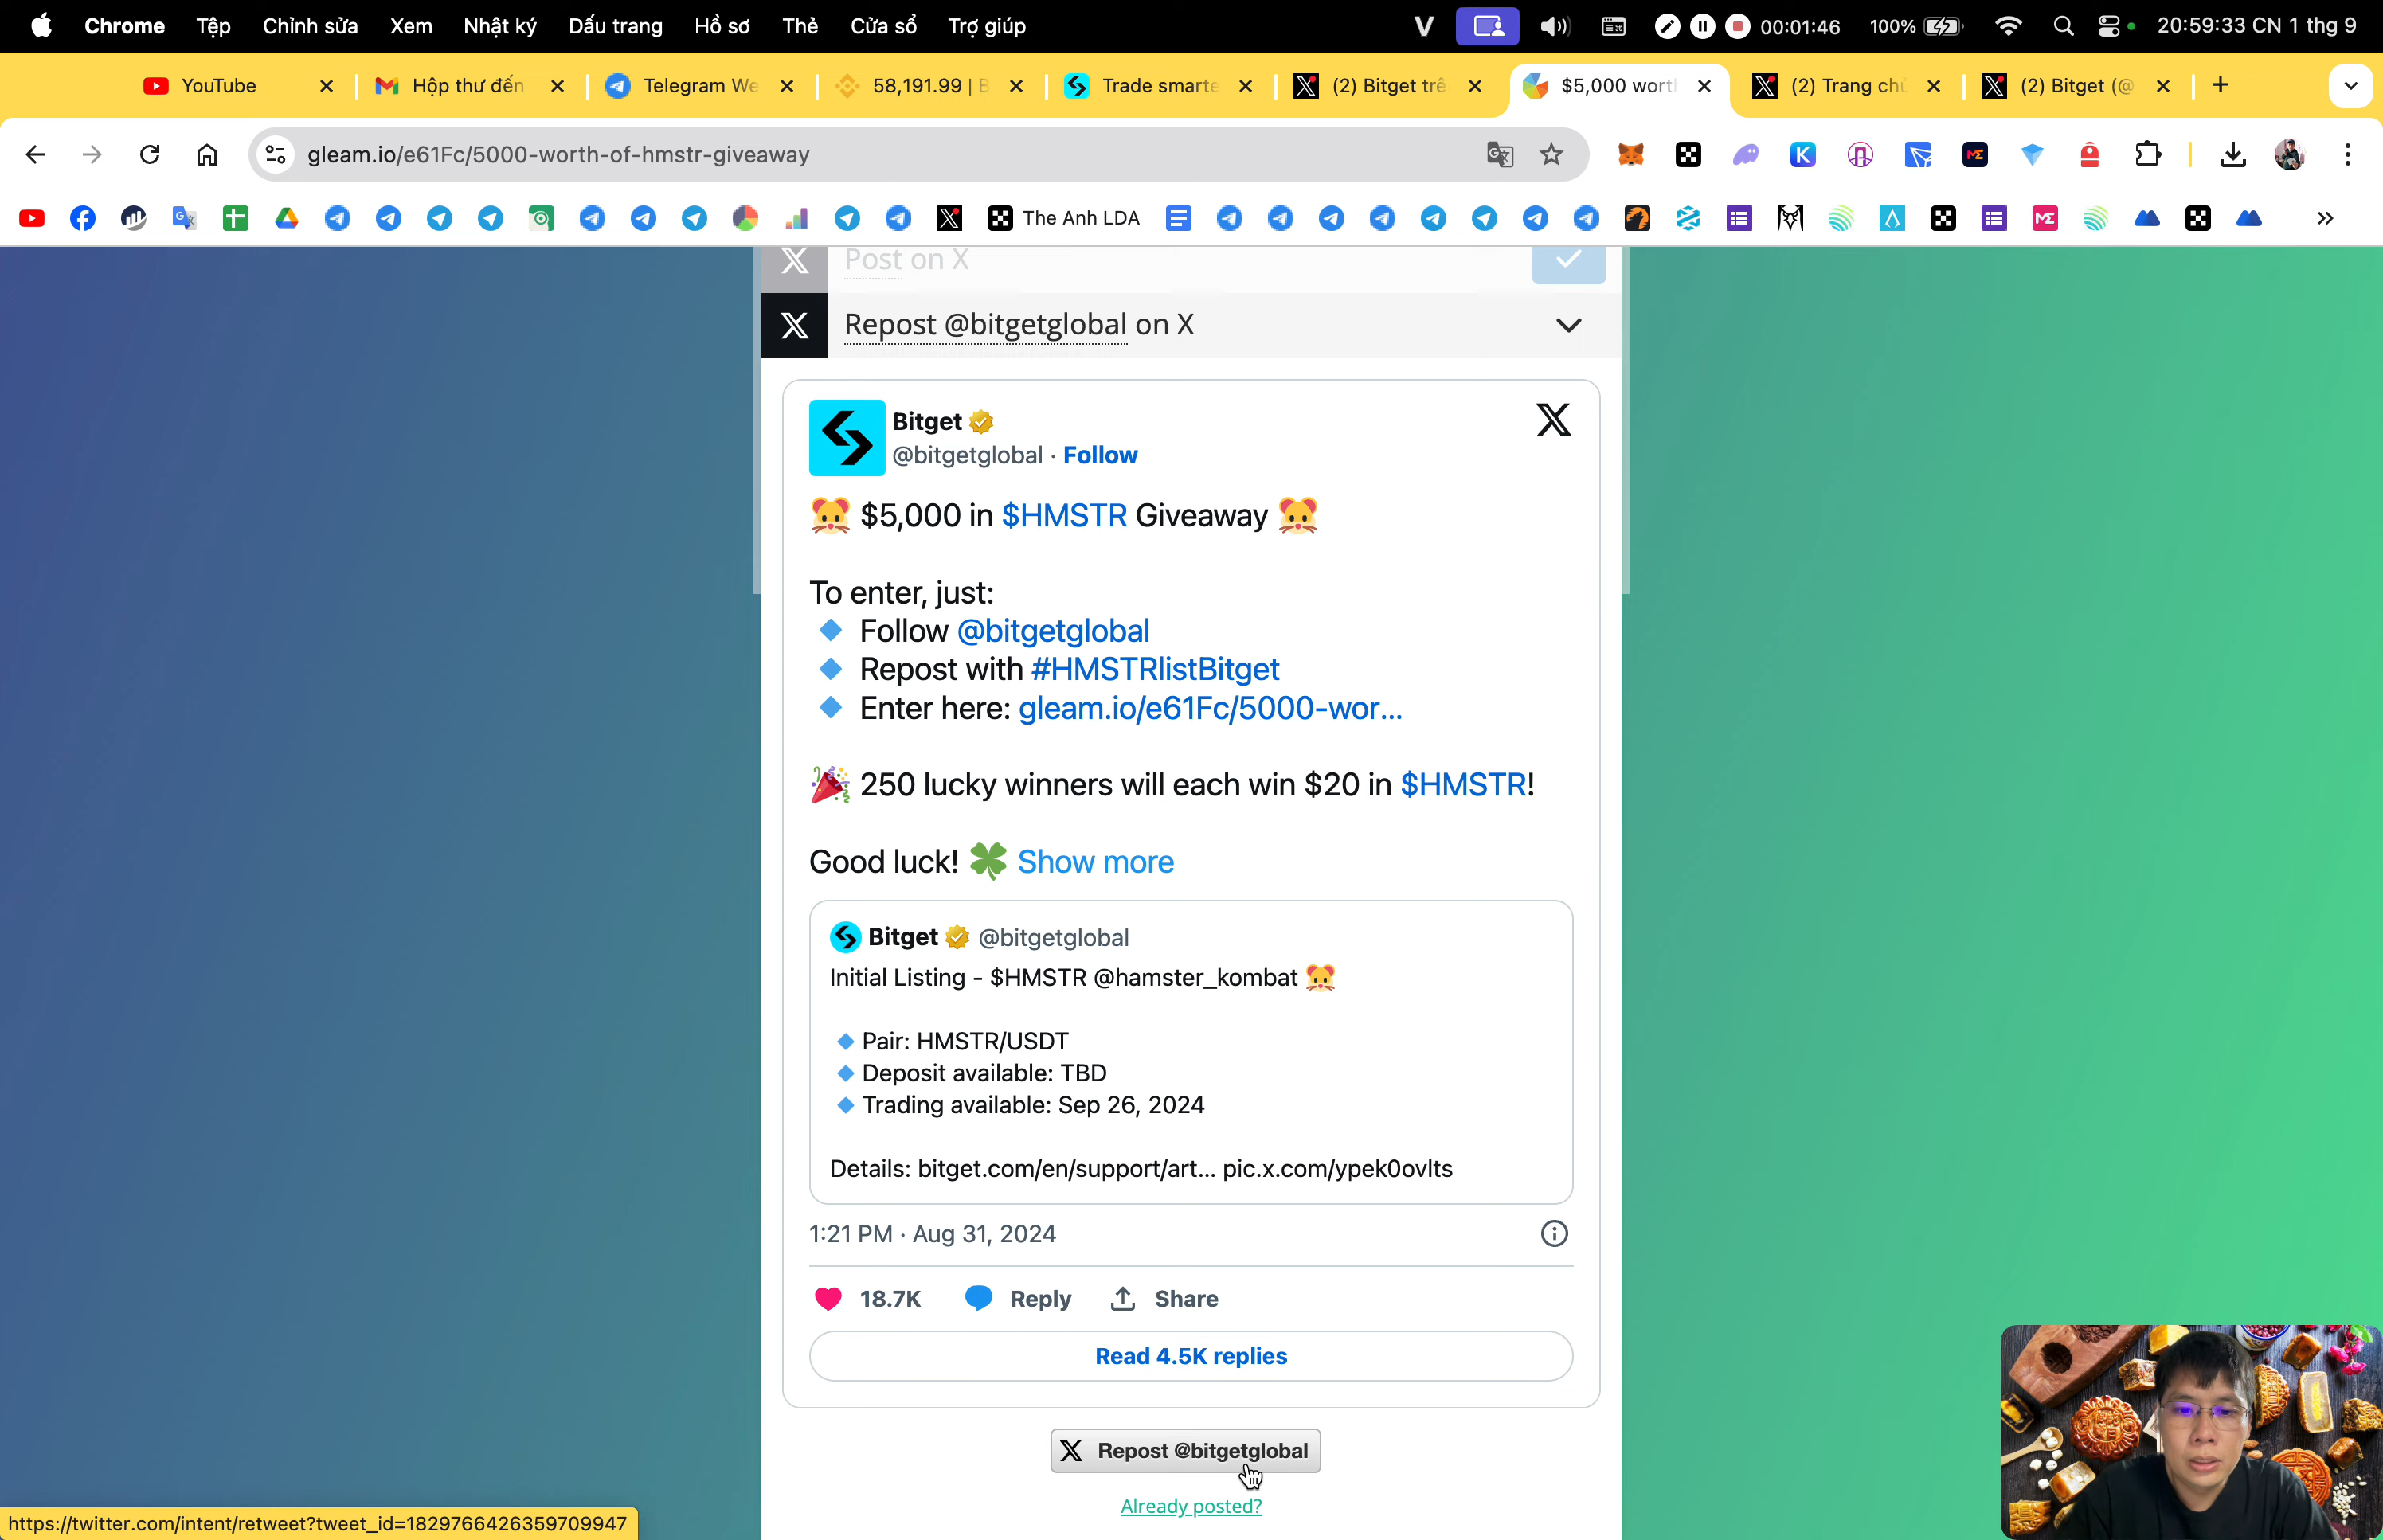 Chrome Tệp Chỉnh sửa Xem Nhật ký Dấu trang Hồ sơ Thẻ Cửa sổ Trợ giúp 00:01:46 100% 20:59:33 CN 1 thg 9
YouTube Hộp thư đến Telegram We 58,191.99 | B Trade smarte (2) Bitget trê $5,000 wort (2) Trang chủ (2) Bitget (@
gleam.io/e61Fc/5000-worth-of-hmstr-giveaway
The Anh LDA
Post on X
Repost @bitgetglobal on X
Bitget
@bitgetglobal · Follow
🐹 $5,000 in $HMSTR Giveaway 🐹
To enter, just:
🔹 Follow @bitgetglobal
🔹 Repost with #HMSTRlistBitget
🔹 Enter here: gleam.io/e61Fc/5000-wor...
🎉 250 lucky winners will each win $20 in $HMSTR!
Good luck! 🍀 Show more
Bitget @bitgetglobal
Initial Listing - $HMSTR @hamster_kombat 🐹
🔹 Pair: HMSTR/USDT
🔹 Deposit available: TBD
🔹 Trading available: Sep 26, 2024
Details: bitget.com/en/support/art... pic.x.com/ypek0ovlts
1:21 PM · Aug 31, 2024
18.7K Reply Share
Read 4.5K replies
Repost @bitgetglobal
Already posted?
https://twitter.com/intent/retweet?tweet_id=1829766426359709947